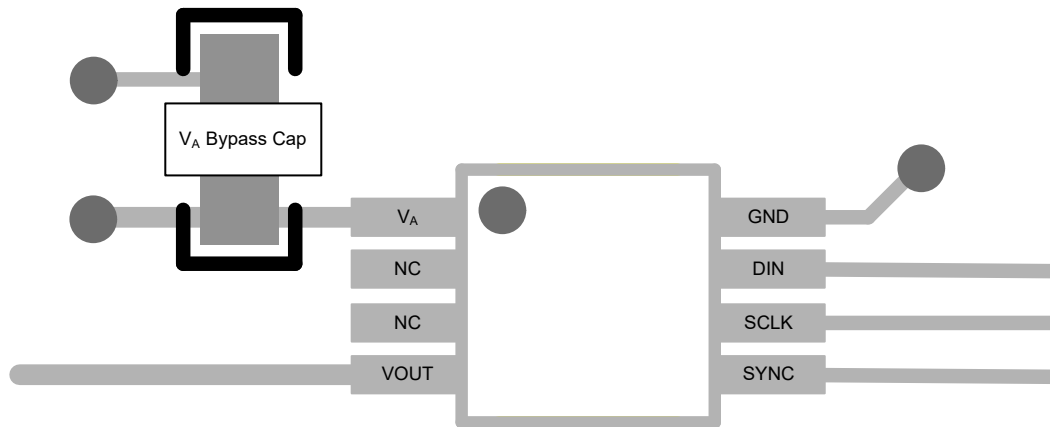 V_A Bypass Cap
V_A
NC
NC
VOUT
GND
DIN
SCLK
SYNC